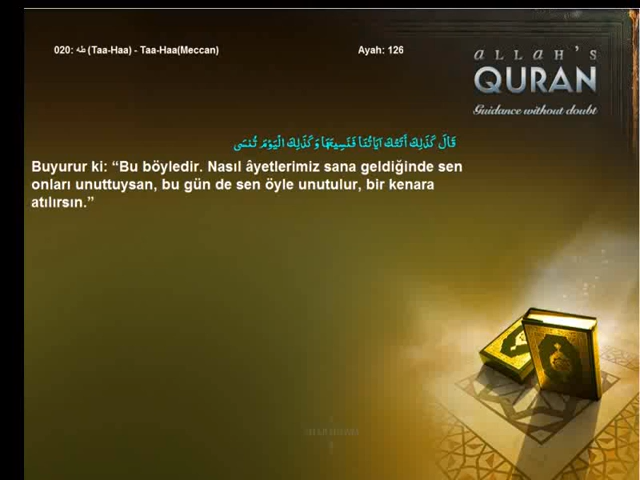 020: طه (Taa-Haa) - Taa-Haa(Meccan)
Ayah: 126
ALLAH'S
QURAN
Guidance without doubt
قَالَ كَذَلِكَ أَتَتْكَ آيَاتُنَا فَنَسِيتَهَا وَكَذَلِكَ الْيَوْمَ تُنسَى
Buyurur ki: “Bu böyledir. Nasıl âyetlerimiz sana geldiğinde sen
onları unuttuysan, bu gün de sen öyle unutulur, bir kenara
atılırsın.”